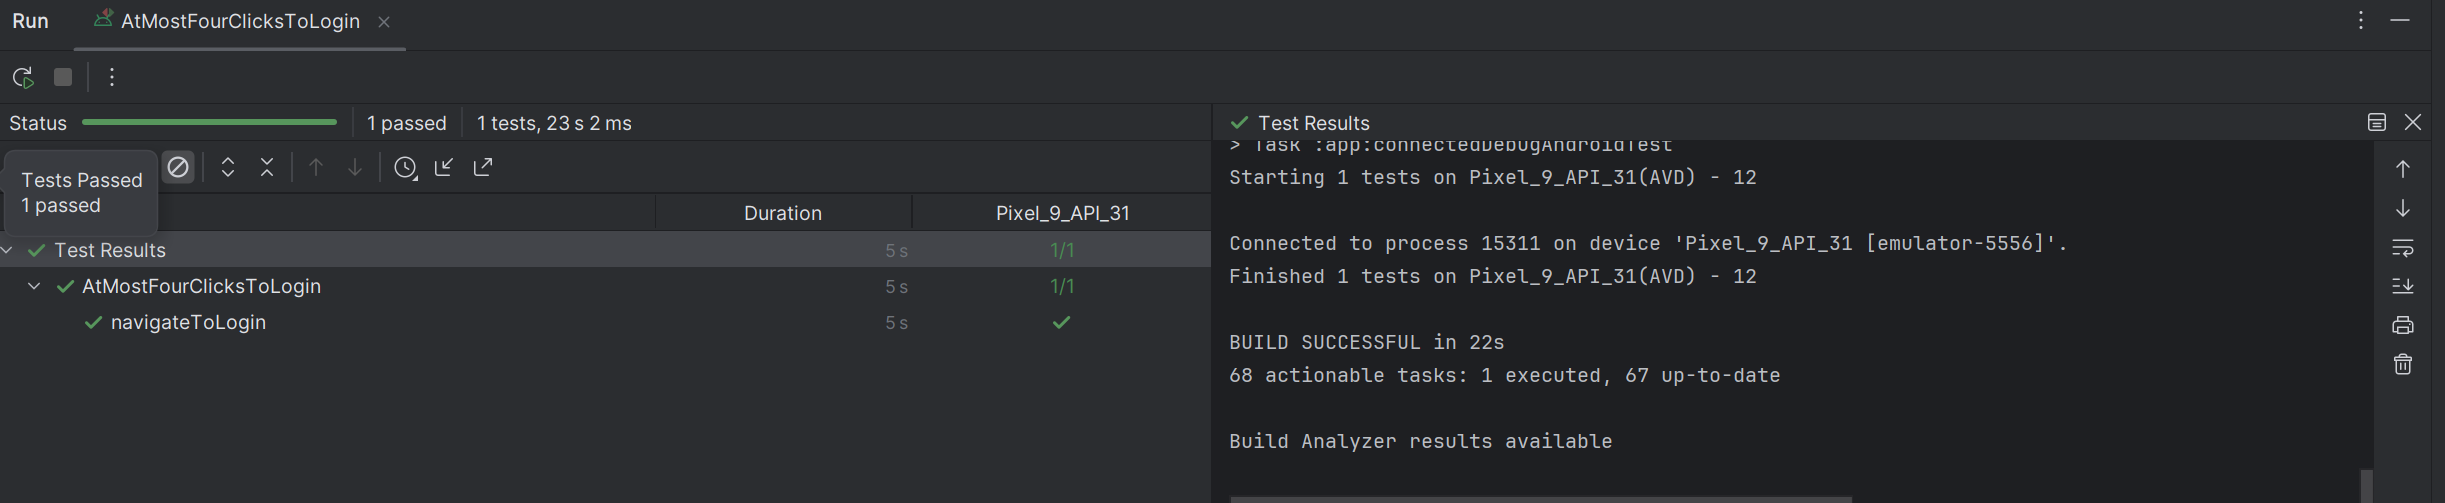 Run AtMostFourClicksToLogin
Status 1 passed 1 tests, 23 s 2 ms
Tests Passed
1 passed
Duration Pixel_9_API_31
Test Results 5 s 1/1
AtMostFourClicksToLogin 5 s 1/1
navigateToLogin 5 s
Test Results
> Task :app:connectedDebugAndroidTest
Starting 1 tests on Pixel_9_API_31(AVD) - 12
Connected to process 15311 on device 'Pixel_9_API_31 [emulator-5556]'.
Finished 1 tests on Pixel_9_API_31(AVD) - 12
BUILD SUCCESSFUL in 22s
68 actionable tasks: 1 executed, 67 up-to-date
Build Analyzer results available